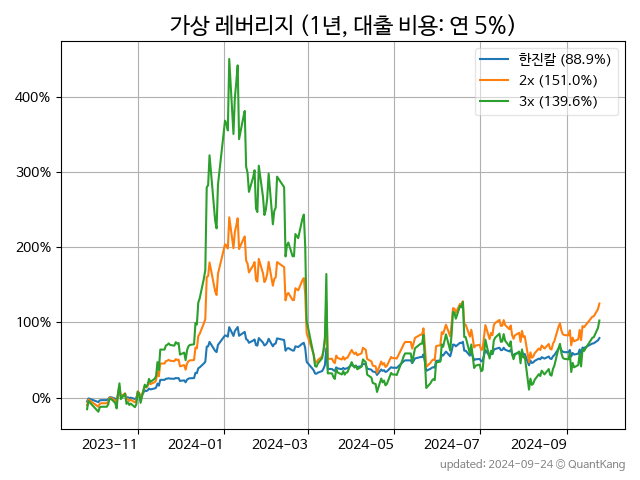 가상 레버리지 (1년, 대출 비용: 연 5%)
한진칼 (88.9%)
2x (151.0%)
3x (139.6%)
400%
300%
200%
100%
0%
2023-11 2024-01 2024-03 2024-05 2024-07 2024-09
updated: 2024-09-24 @ QuantKang